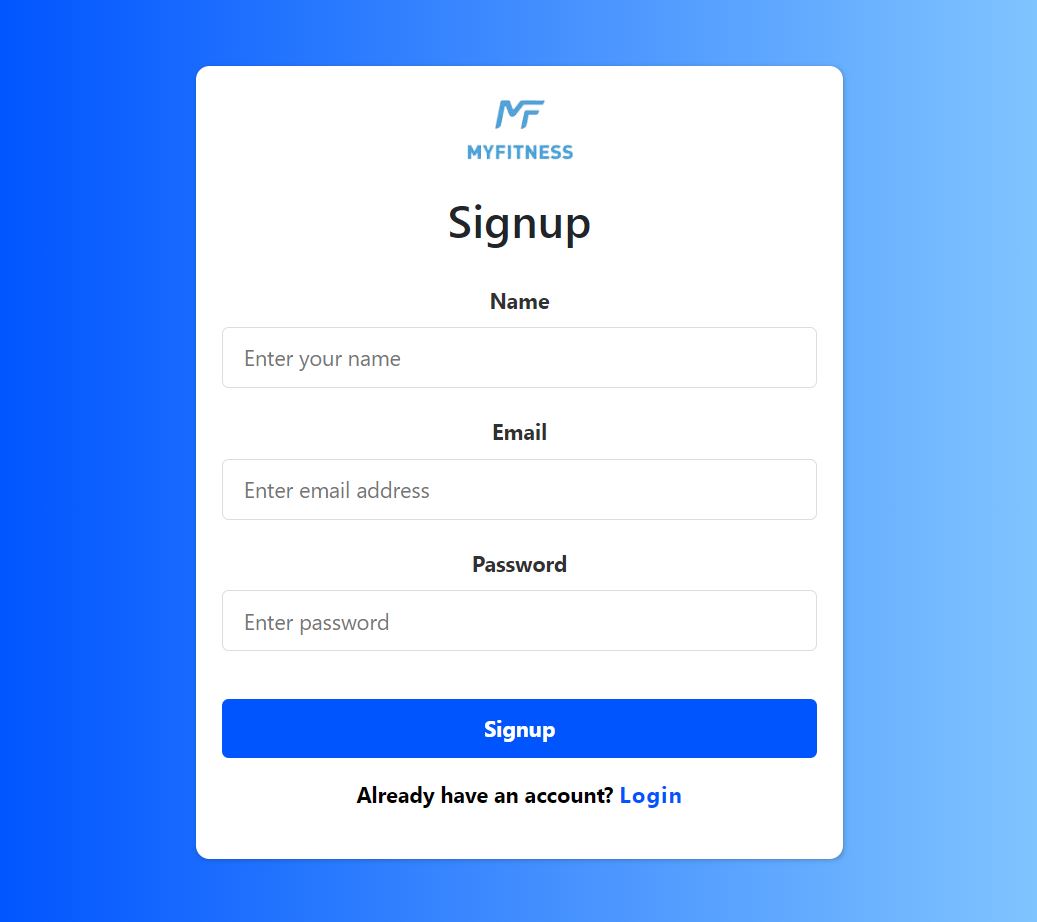 MF
MYFITNESS
Signup
Name
Enter your name
Email
Enter email address
Password
Enter password
Signup
Already have an account? Login